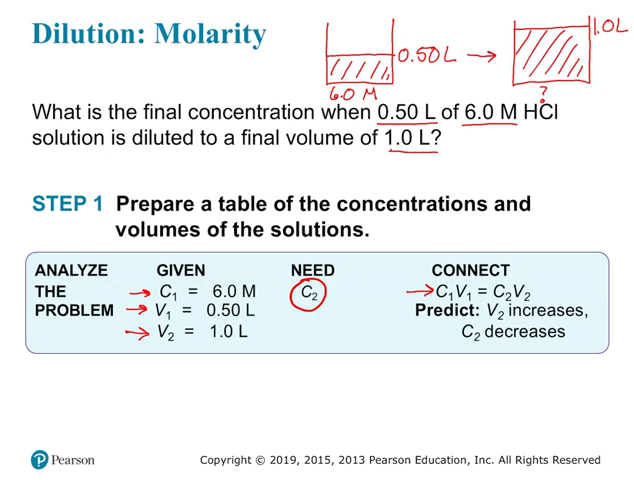 Dilution: Molarity
1.0L
0.50L
6.0 M
?
What is the final concentration when 0.50 L of 6.0 M HCl
solution is diluted to a final volume of 1.0 L?
STEP 1 Prepare a table of the concentrations and
volumes of the solutions.
ANALYZE GIVEN NEED CONNECT
THE C₁ = 6.0 M C₂ C₁V₁ = C₂V₂
PROBLEM V₁ = 0.50 L Predict: V₂ increases,
V₂ = 1.0 L C₂ decreases
Pearson
Copyright © 2019, 2015, 2013 Pearson Education, Inc. All Rights Reserved